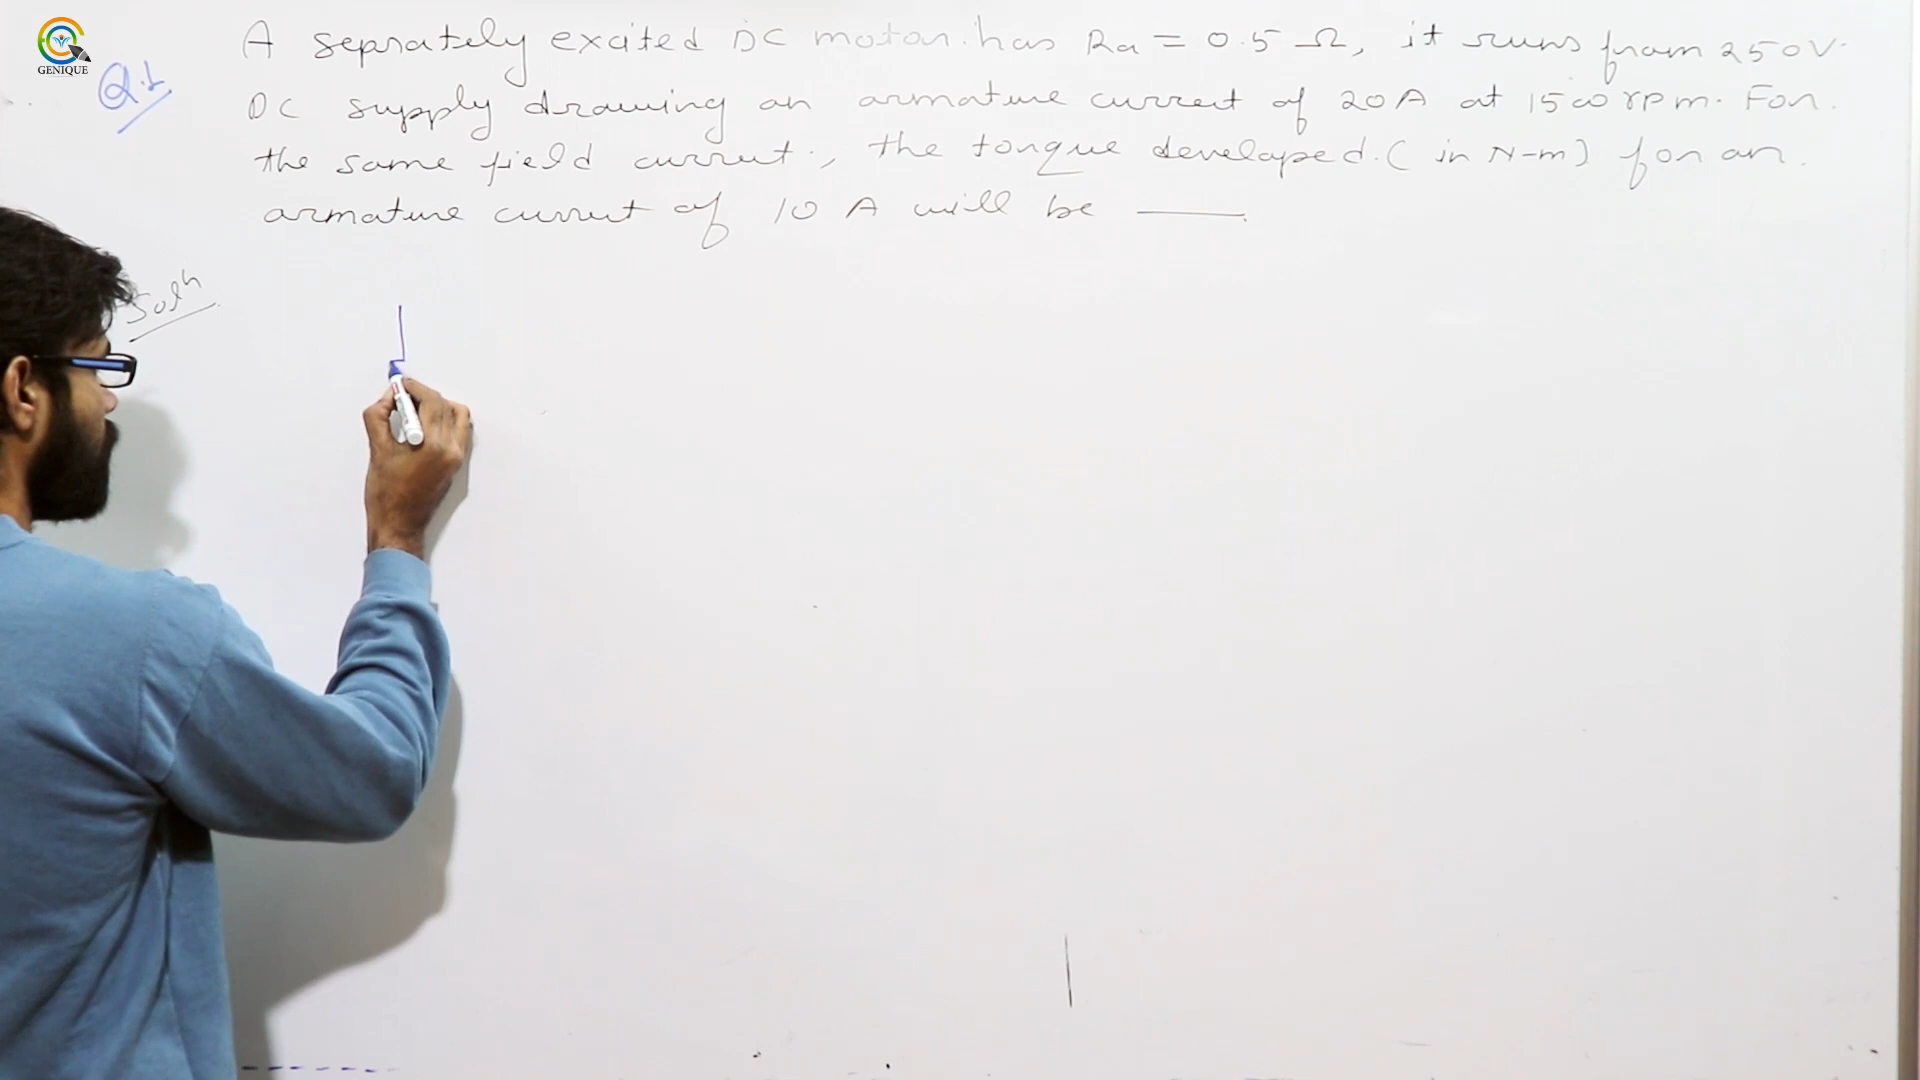 GENIQUE
Q.1
A seprately excited DC motor has Ra = 0.5 Ω, it runs from 250V
DC supply drawing an armature current of 20A at 1500 rpm. For
the same field current, the torque developed (in N-m) for an
armature current of 10 A will be ____.
Solⁿ